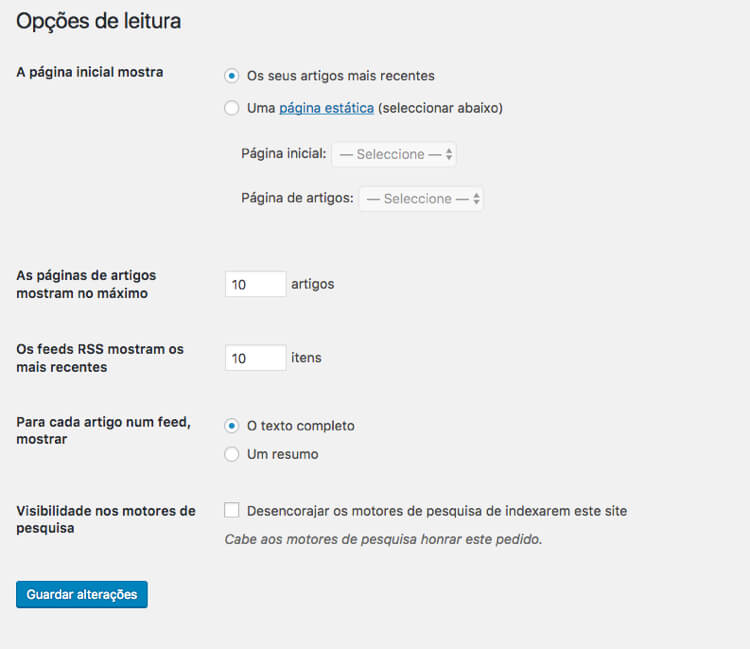 Opções de leitura
A página inicial mostra
Os seus artigos mais recentes
Uma página estática (seleccionar abaixo)
Página inicial: — Seleccione —
Página de artigos: — Seleccione —
As páginas de artigos
mostram no máximo
10 artigos
Os feeds RSS mostram os
mais recentes
10 itens
Para cada artigo num feed,
mostrar
O texto completo
Um resumo
Visibilidade nos motores de
pesquisa
Desencorajar os motores de pesquisa de indexarem este site
Cabe aos motores de pesquisa honrar este pedido.
Guardar alterações